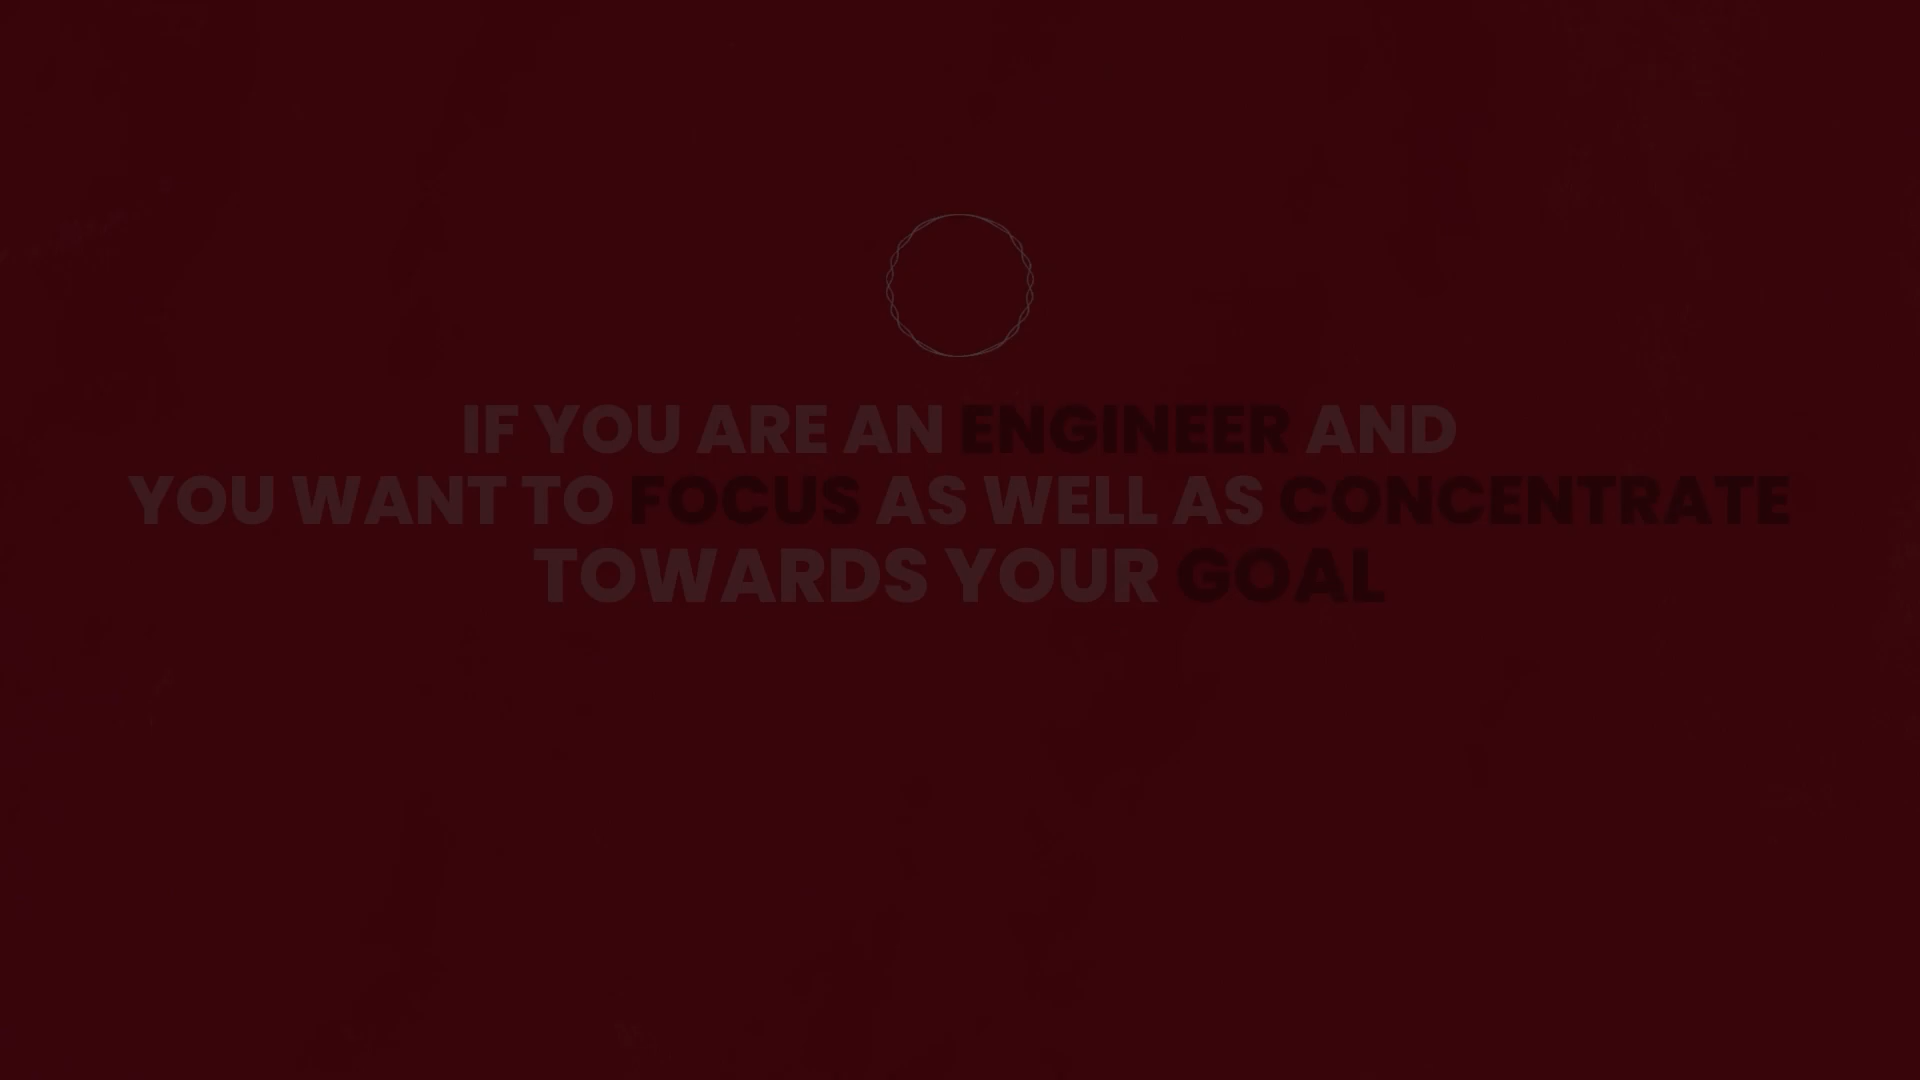 IF YOU ARE AN ENGINEER AND
YOU WANT TO FOCUS AS WELL AS CONCENTRATE
TOWARDS YOUR GOAL